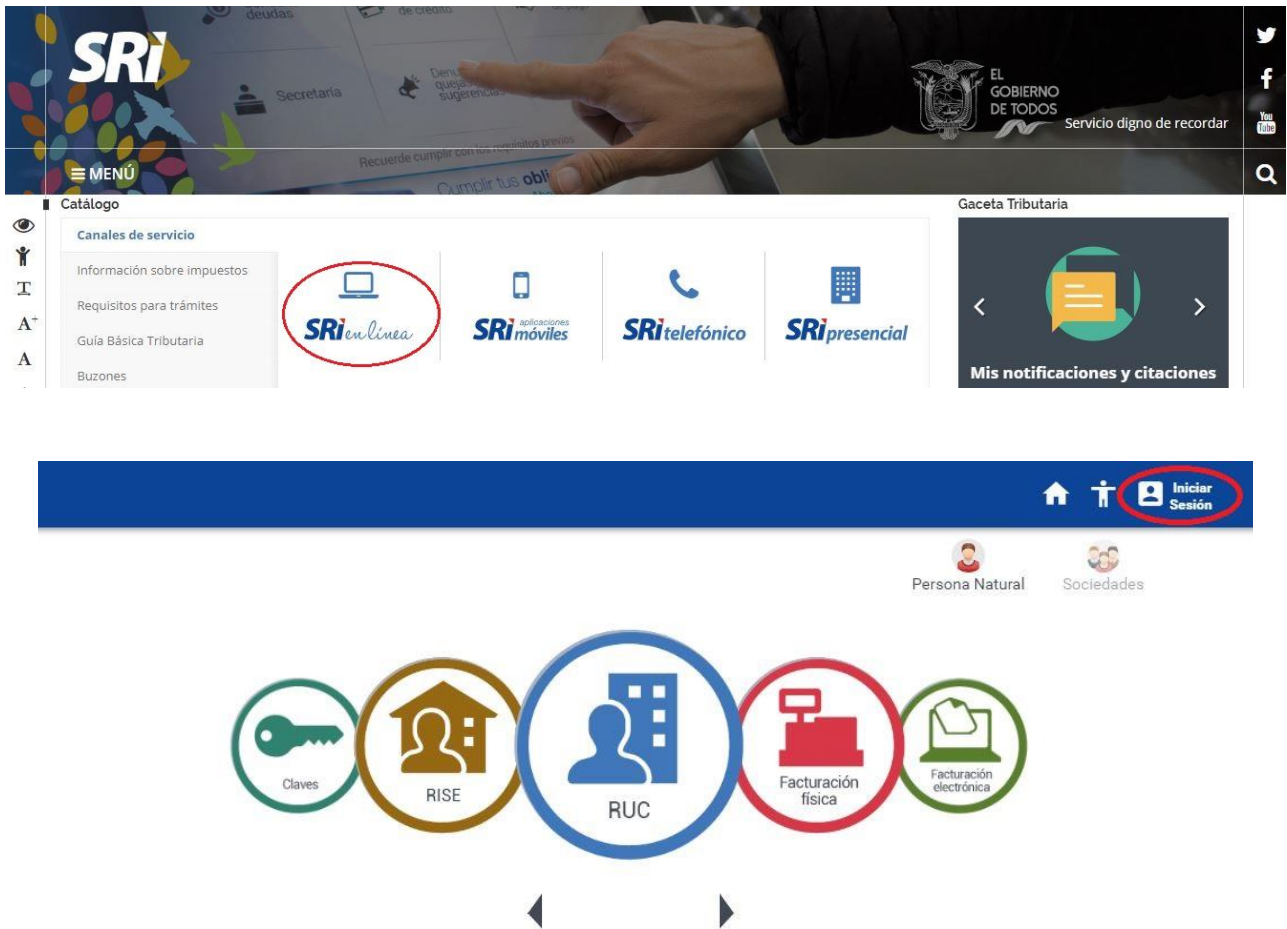 deudas
de crédito
SRi
Secretaría
Denuncias
quejas
sugerencias
EL
GOBIERNO
DE TODOS
Servicio digno de recordar
You
Tube
Recuerde cumplir con los requisitos previos
MENÚ
Cumplir tus obli
Catálogo
Gaceta Tributaria
Canales de servicio
Información sobre impuestos
Requisitos para trámites
Guía Básica Tributaria
Buzones
SRi en línea
SRi aplicaciones móviles
SRi telefónico
SRi presencial
T
A+
A
Mis notificaciones y citaciones
Iniciar
Sesión
Persona Natural
Sociedades
Claves
RISE
RUC
Facturación
física
Facturación
electrónica